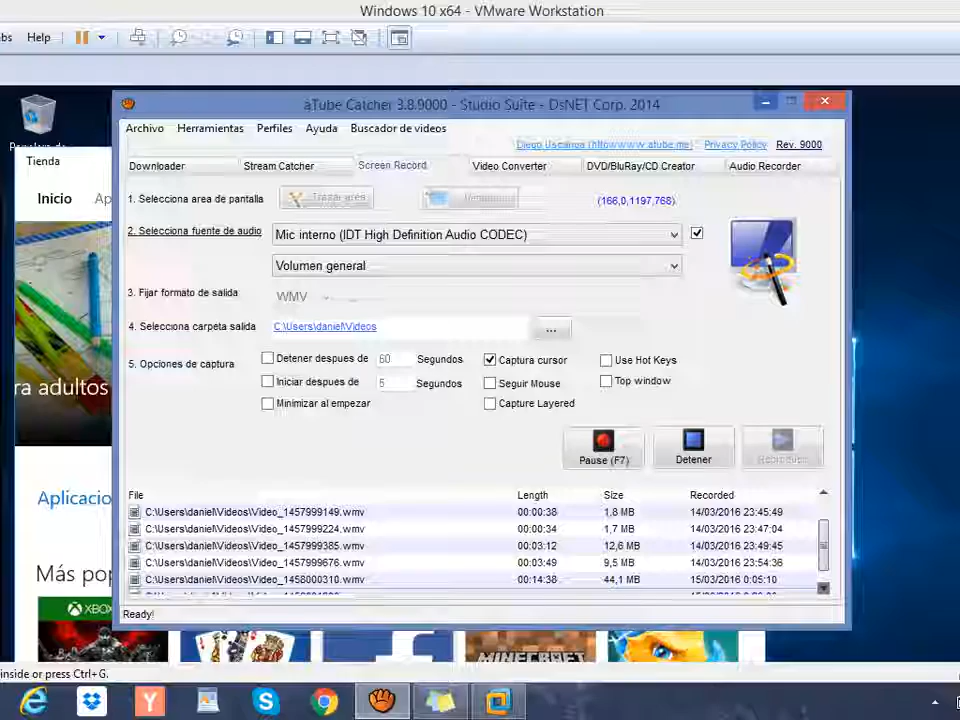 Windows 10 x64 - VMware Workstation
bs Help
aTube Catcher 3.8.9000 - Studio Suite - DsNET Corp. 2014
Archivo Herramientas Perfiles Ayuda Buscador de videos
Privacy Policy Rev. 9000
Downloader Stream Catcher Screen Record Video Converter DVD/BluRay/CD Creator Audio Recorder
Tienda
Inicio Ap
1. Selecciona area de pantalla Trazar area (166,0,1197,768)
2. Selecciona fuente de audio Mic interno (IDT High Definition Audio CODEC)
Volumen general
3. Fijar formato de salida WMV
4. Selecciona carpeta salida C:\Users\daniel\Videos ...
5. Opciones de captura Detener despues de 60 Segundos Captura cursor Use Hot Keys
Iniciar despues de 5 Segundos Seguir Mouse Top window
Minimizar al empezar Capture Layered
ra adultos
Pause (F7) Detener
Aplicacio
File Length Size Recorded
C:\Users\daniel\Videos\Video_1457999149.wmv 00:00:38 1,8 MB 14/03/2016 23:45:49
C:\Users\daniel\Videos\Video_1457999224.wmv 00:00:34 1,7 MB 14/03/2016 23:47:04
C:\Users\daniel\Videos\Video_1457999385.wmv 00:03:12 12,6 MB 14/03/2016 23:49:45
C:\Users\daniel\Videos\Video_1457999676.wmv 00:03:49 9,5 MB 14/03/2016 23:54:36
C:\Users\daniel\Videos\Video_1458000310.wmv 00:14:38 44,1 MB 15/03/2016 0:05:10
Más pop
XBO
Ready!
MINECRAFT
inside or press Ctrl+G.